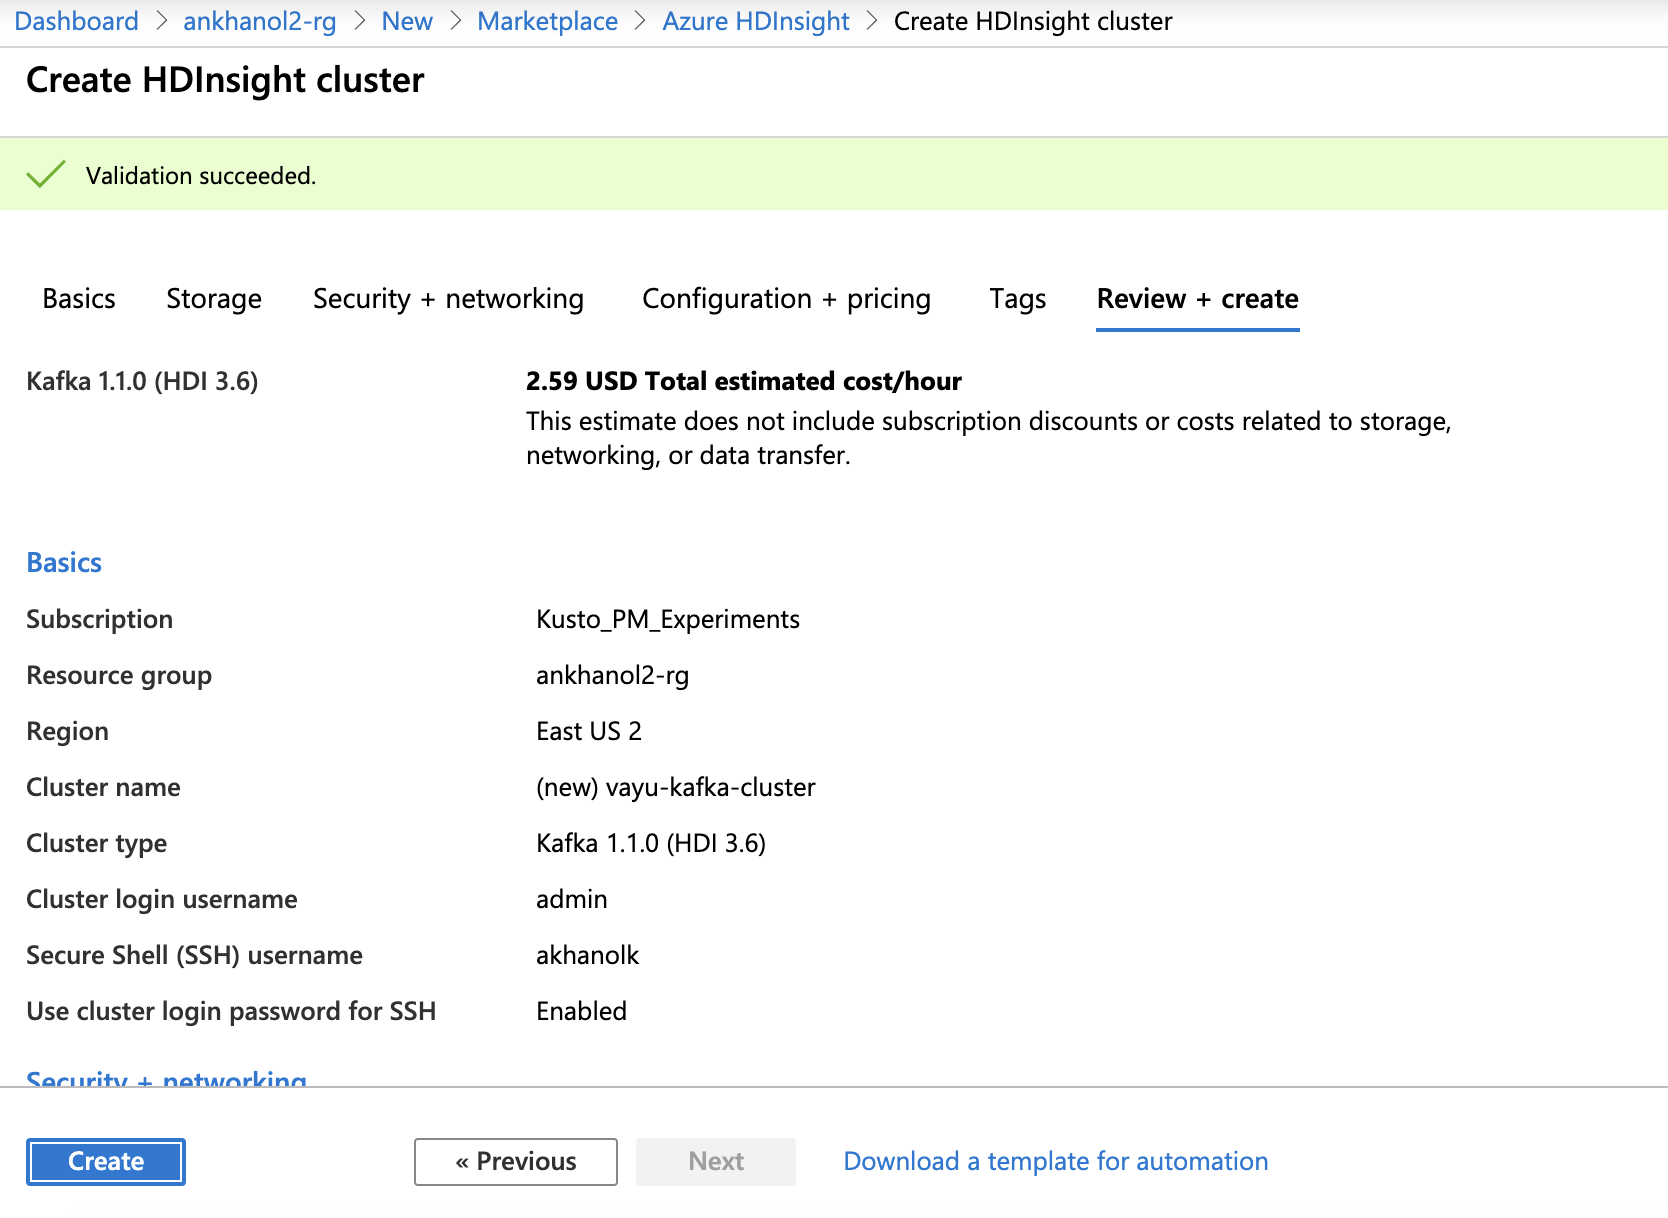 Dashboard > ankhanol2-rg > New > Marketplace > Azure HDInsight > Create HDInsight cluster
Create HDInsight cluster
Validation succeeded.
Basics Storage Security + networking Configuration + pricing Tags Review + create
Kafka 1.1.0 (HDI 3.6) 2.59 USD Total estimated cost/hour
This estimate does not include subscription discounts or costs related to storage,
networking, or data transfer.
Basics
Subscription Kusto_PM_Experiments
Resource group ankhanol2-rg
Region East US 2
Cluster name (new) vayu-kafka-cluster
Cluster type Kafka 1.1.0 (HDI 3.6)
Cluster login username admin
Secure Shell (SSH) username akhanolk
Use cluster login password for SSH Enabled
Security + networking
Create « Previous Next Download a template for automation